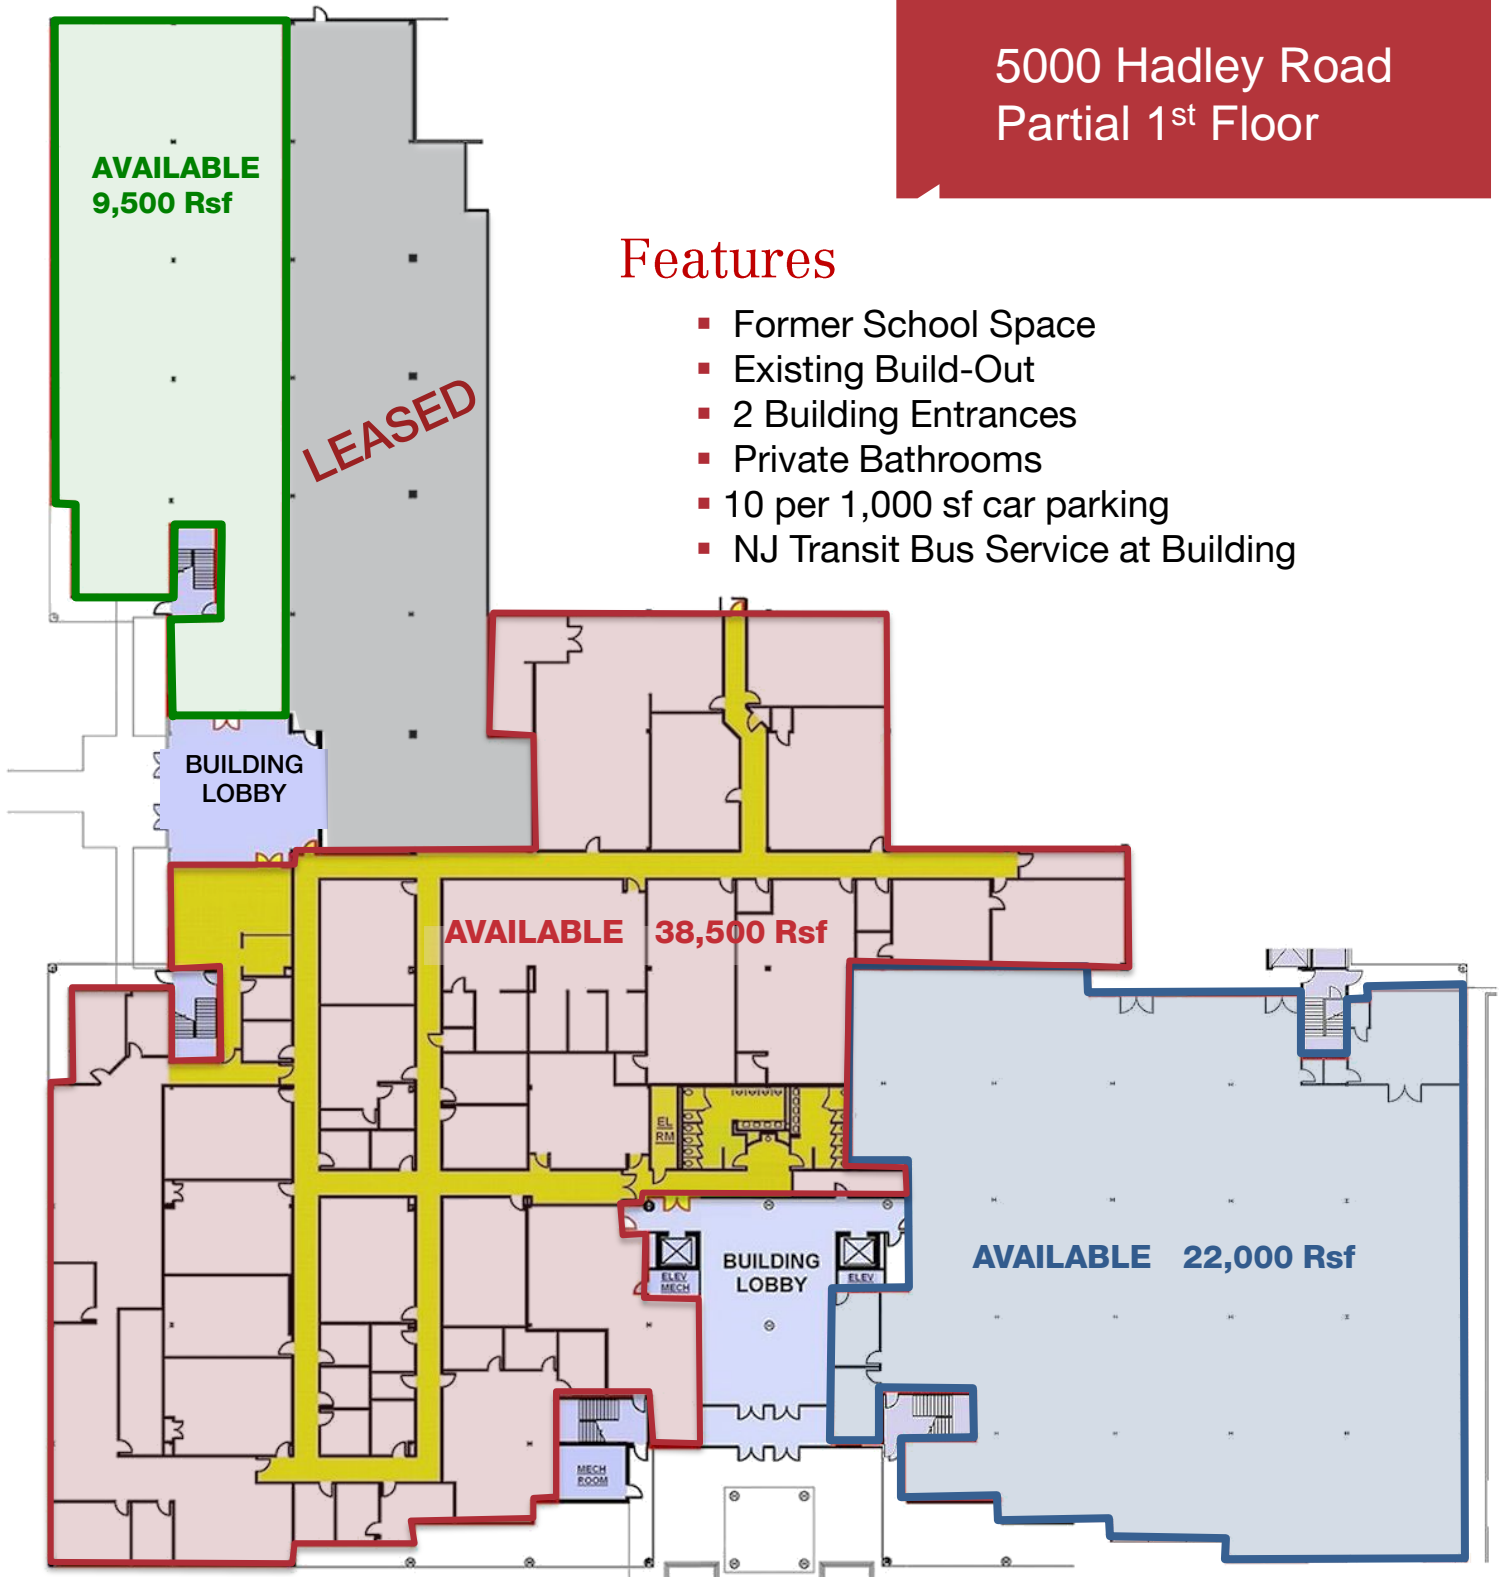 5000 Hadley Road
Partial 1st Floor
AVAILABLE
9,500 Rsf
Features
▪ Former School Space
▪ Existing Build-Out
▪ 2 Building Entrances
▪ Private Bathrooms
▪ 10 per 1,000 sf car parking
▪ NJ Transit Bus Service at Building
LEASED
BUILDING
LOBBY
AVAILABLE 38,500 Rsf
EL
RM
BUILDING
LOBBY
ELEV
MECH
ELEV
AVAILABLE 22,000 Rsf
MECH
ROOM